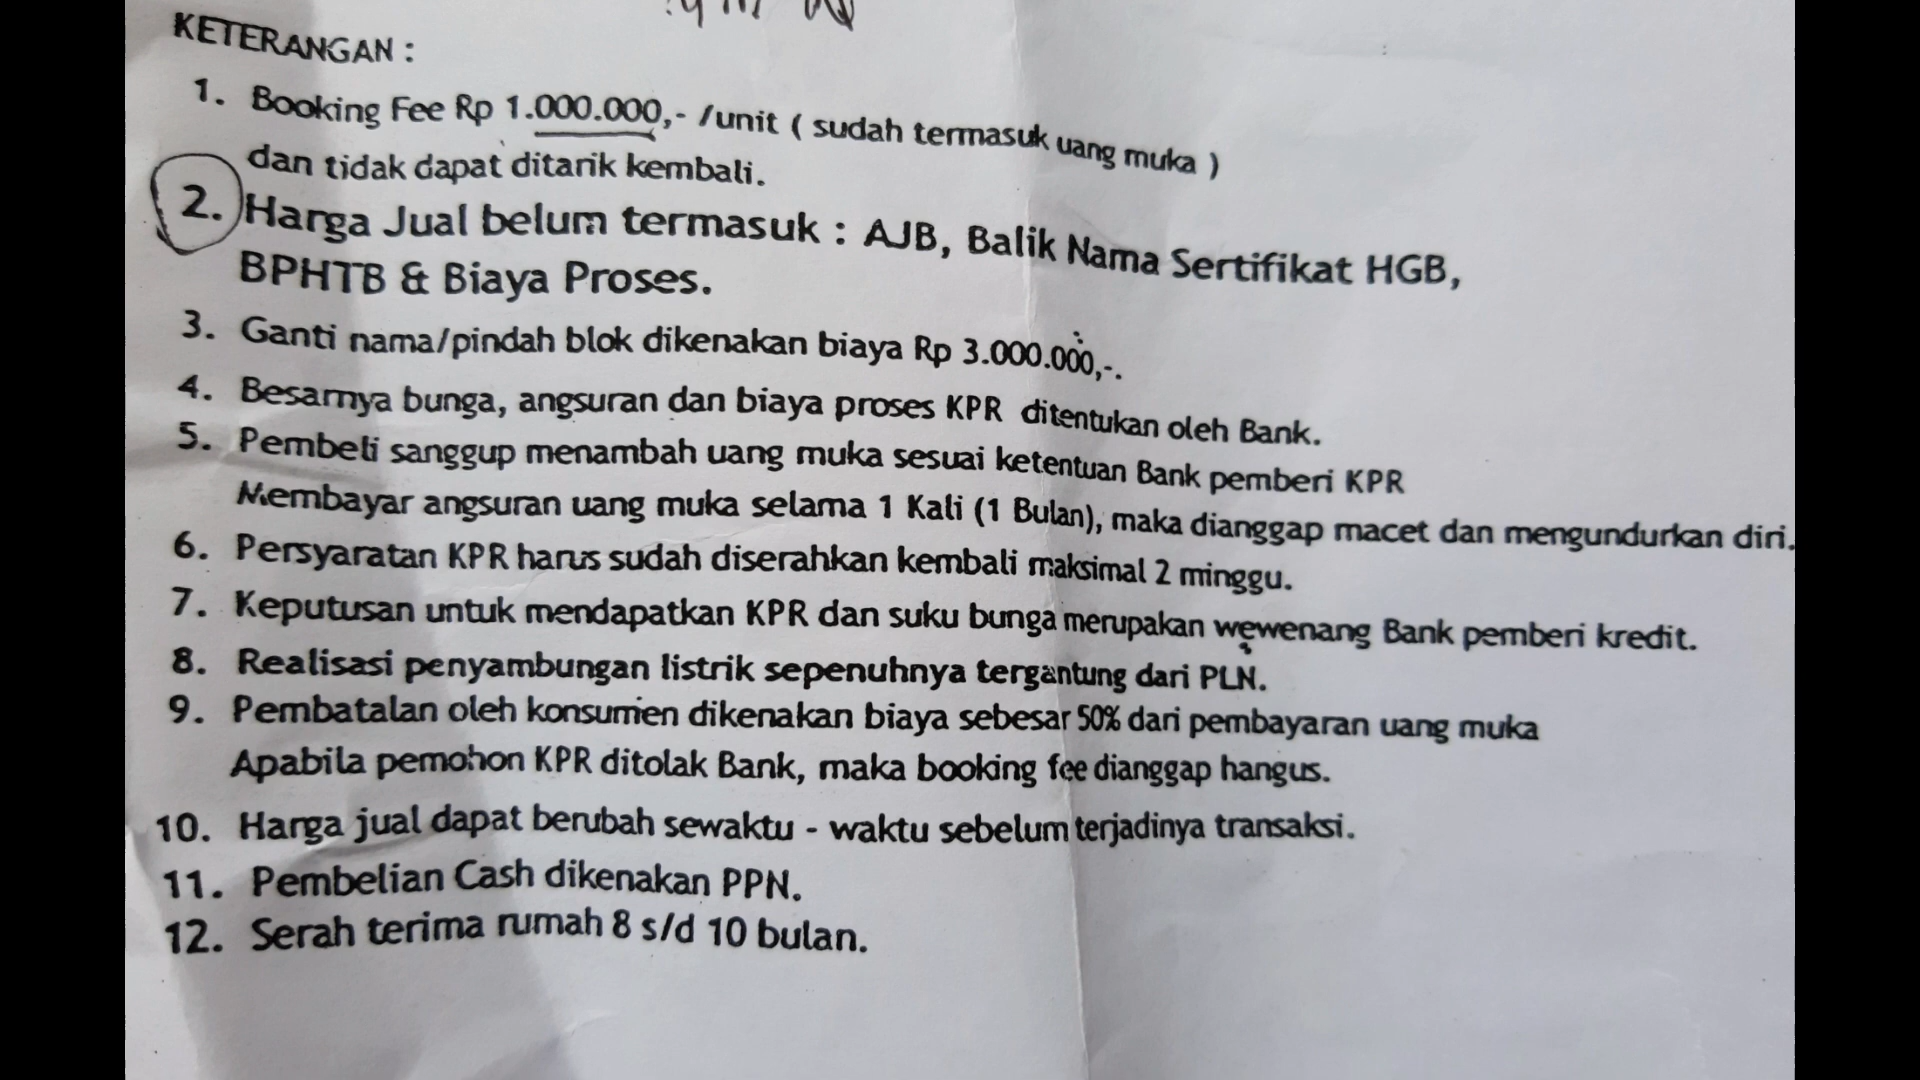 KETERANGAN :
1. Booking Fee Rp 1.000.000,- /unit ( sudah termasuk uang muka )
dan tidak dapat ditarik kembali.
2. Harga Jual belum termasuk : AJB, Balik Nama Sertifikat HGB,
BPHTB & Biaya Proses.
3. Ganti nama/pindah blok dikenakan biaya Rp 3.000.000,-.
4. Besarnya bunga, angsuran dan biaya proses KPR ditentukan oleh Bank.
5. Pembeli sanggup menambah uang muka sesuai ketentuan Bank pemberi KPR
Membayar angsuran uang muka selama 1 Kali (1 Bulan), maka dianggap macet dan mengundurkan diri.
6. Persyaratan KPR harus sudah diserahkan kembali maksimal 2 minggu.
7. Keputusan untuk mendapatkan KPR dan suku bunga merupakan wewenang Bank pemberi kredit.
8. Realisasi penyambungan listrik sepenuhnya tergantung dari PLN.
9. Pembatalan oleh konsumen dikenakan biaya sebesar 50% dari pembayaran uang muka
Apabila pemohon KPR ditolak Bank, maka booking fee dianggap hangus.
10. Harga jual dapat berubah sewaktu - waktu sebelum terjadinya transaksi.
11. Pembelian Cash dikenakan PPN.
12. Serah terima rumah 8 s/d 10 bulan.